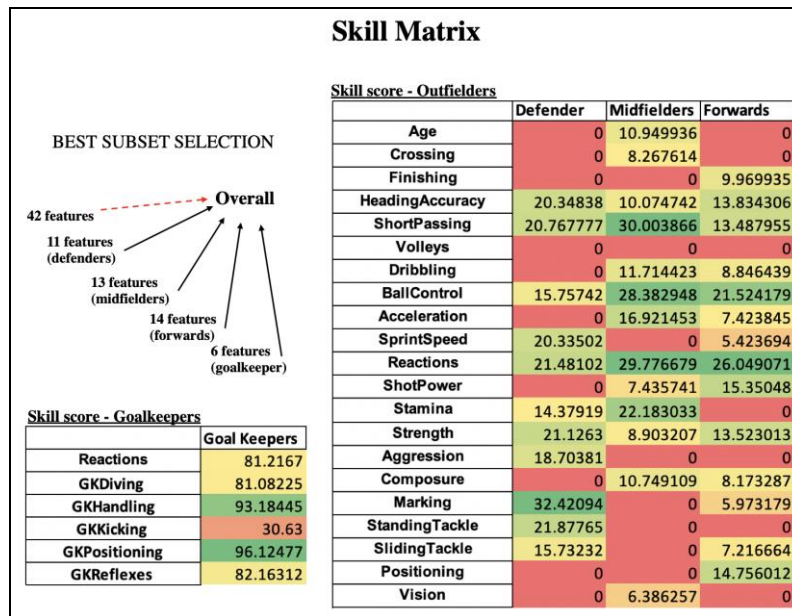 Skill Matrix
BEST SUBSET SELECTION
Overall
42 features
11 features
(defenders)
13 features
(midfielders)
14 features
(forwards)
6 features
(goalkeeper)
Skill score - Goalkeepers
Goal Keepers
Reactions 81.2167
GKDiving 81.08225
GKHandling 93.18445
GKKicking 30.63
GKPositioning 96.12477
GKReflexes 82.16312
Skill score - Outfielders
Defender Midfielders Forwards
Age 0 10.949936 0
Crossing 0 8.267614 0
Finishing 0 0 9.969935
HeadingAccuracy 20.34838 10.074742 13.834306
ShortPassing 20.767777 30.003866 13.487955
Volleys 0 0 0
Dribbling 0 11.714423 8.846439
BallControl 15.75742 28.382948 21.524179
Acceleration 0 16.921453 7.423845
SprintSpeed 20.33502 0 5.423694
Reactions 21.48102 29.776679 26.049071
ShotPower 0 7.435741 15.35048
Stamina 14.37919 22.183033 0
Strength 21.1263 8.903207 13.523013
Aggression 18.70381 0 0
Composure 0 10.749109 8.173287
Marking 32.42094 0 5.973179
StandingTackle 21.87765 0 0
SlidingTackle 15.73232 0 7.216664
Positioning 0 0 14.756012
Vision 0 6.386257 0